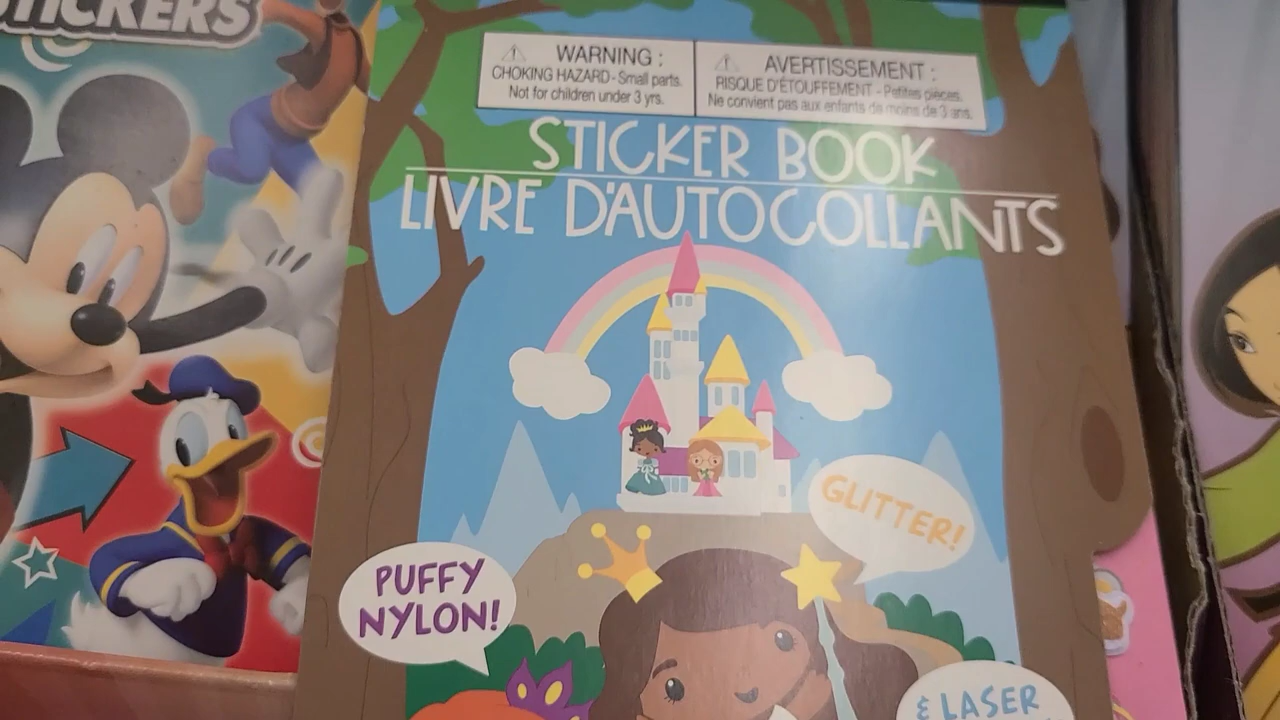 STICKERS
WARNING :
CHOKING HAZARD - Small parts.
Not for children under 3 yrs.
AVERTISSEMENT :
RISQUE D'ÉTOUFFEMENT - Petites pièces.
Ne convient pas aux enfants de moins de 3 ans.
STICKER BOOK
LIVRE D'AUTOCOLLANTS
GLITTER!
PUFFY
NYLON!
& LASER